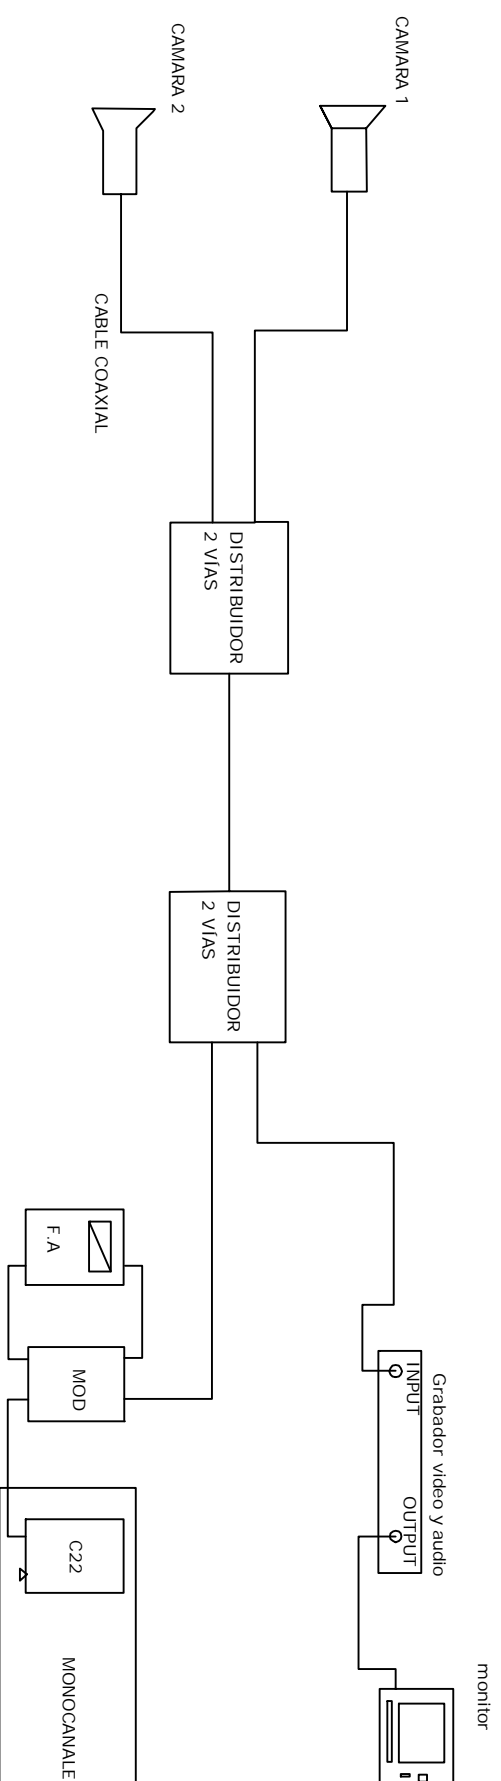 CAMARA 1
CAMARA 2
CABLE COAXIAL
DISTRIBUIDOR
2 VÍAS
DISTRIBUIDOR
2 VÍAS
F.A
MOD
INPUT
OUTPUT
Grabador video y audio
C22
MONOCANALE
monitor